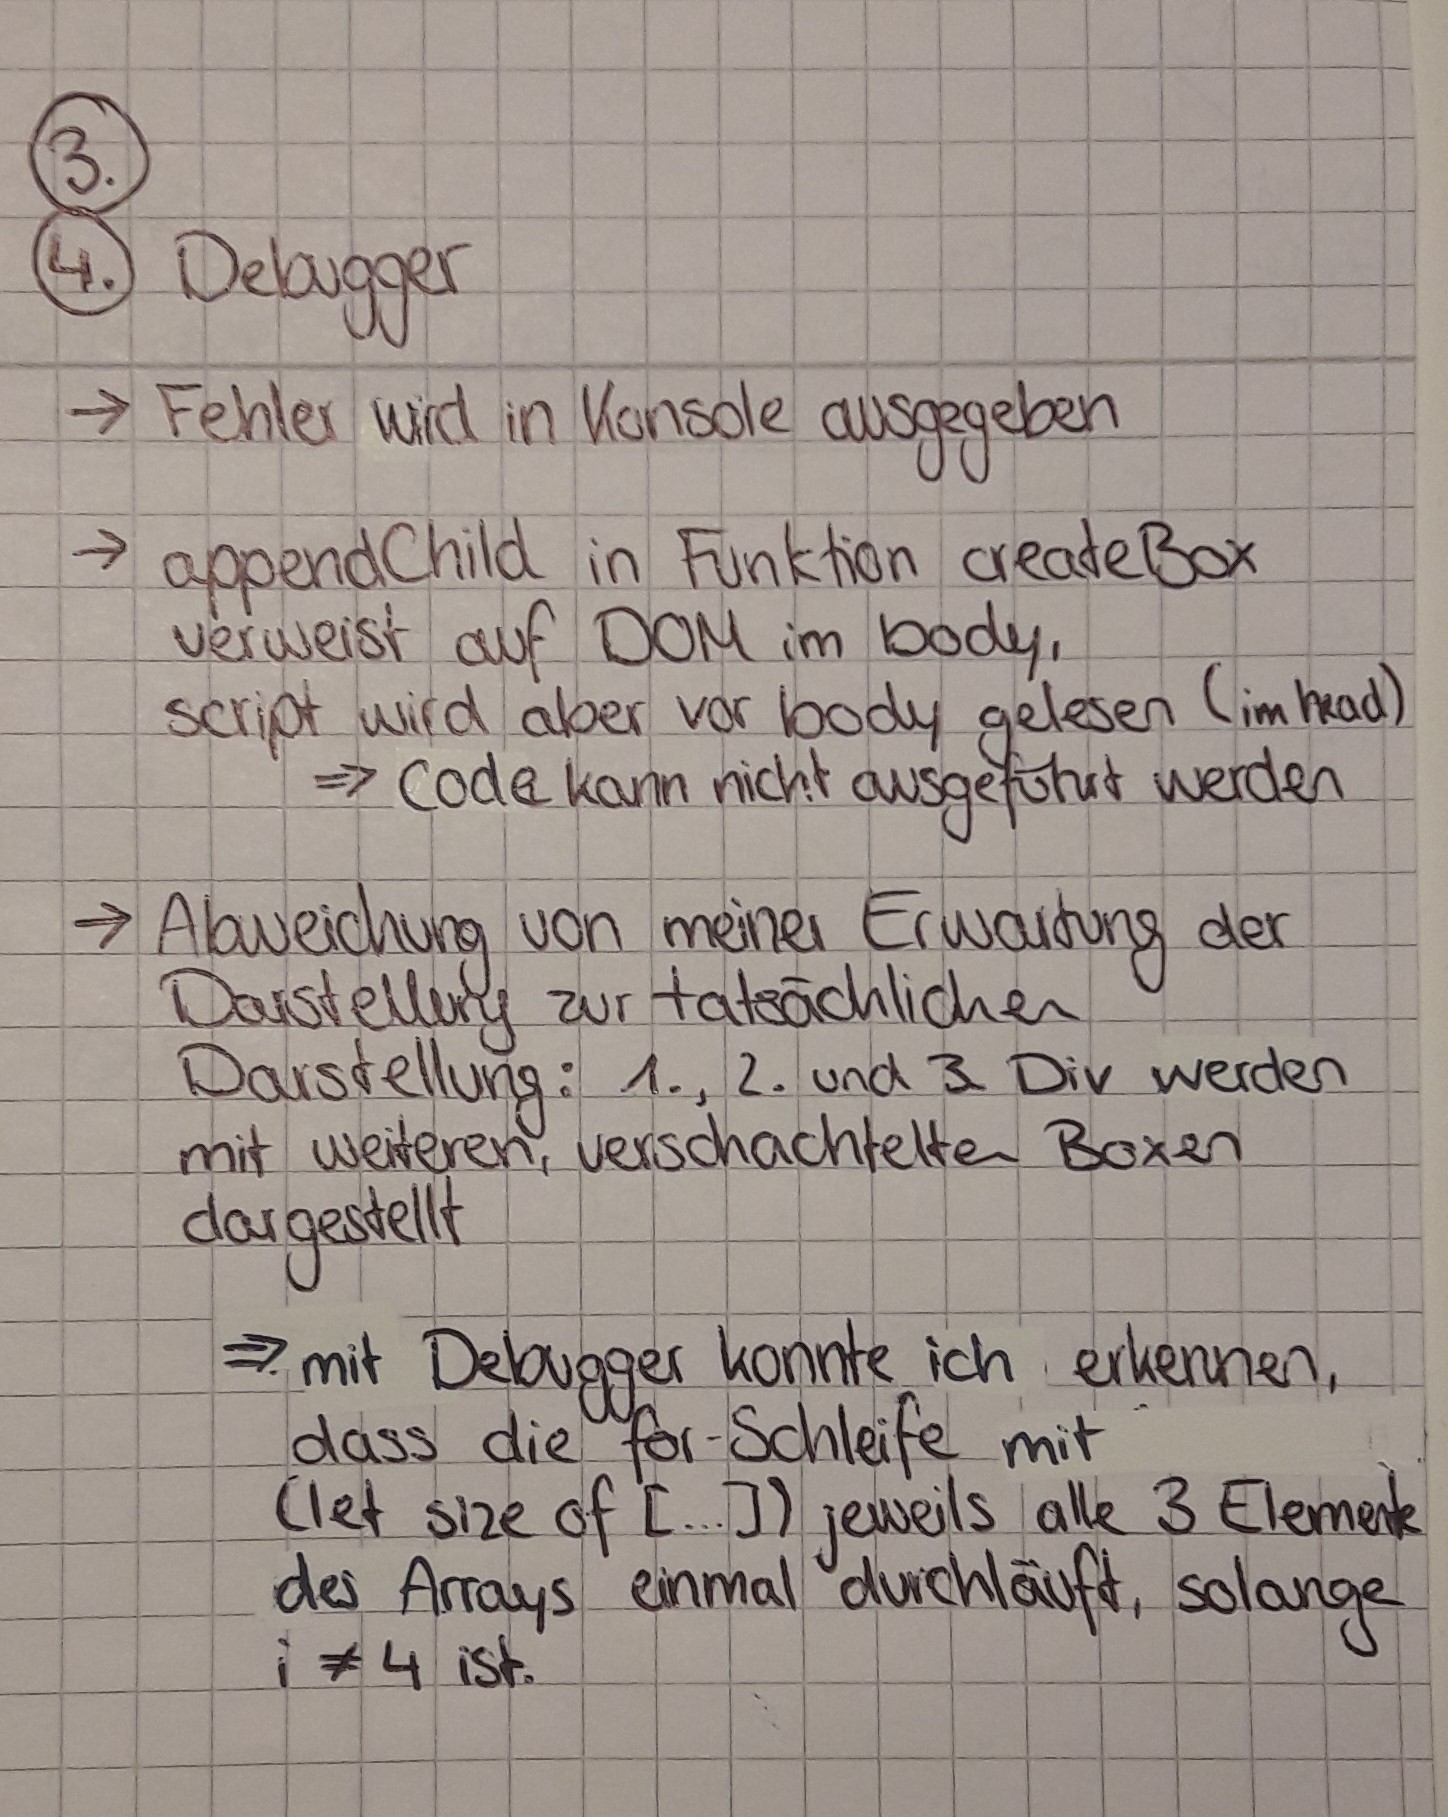 3.
4. Debugger
→ Fehler wird in Konsole ausgegeben
→ appendChild in Funktion createBox
verweist auf DOM im body,
script wird aber vor body gelesen (im head)
⇒ Code kann nicht ausgeführt werden
→ Abweichung von meiner Erwartung der
Darstellung zur tatsächlichen
Darstellung: 1., 2. und 3. Div werden
mit weiteren, verschachtelten Boxen
dargestellt
⇒ mit Debugger konnte ich erkennen,
dass die for-Schleife mit
(let size of [...]) jeweils alle 3 Elemente
des Arrays einmal durchläuft, solange
i ≠ 4 ist.